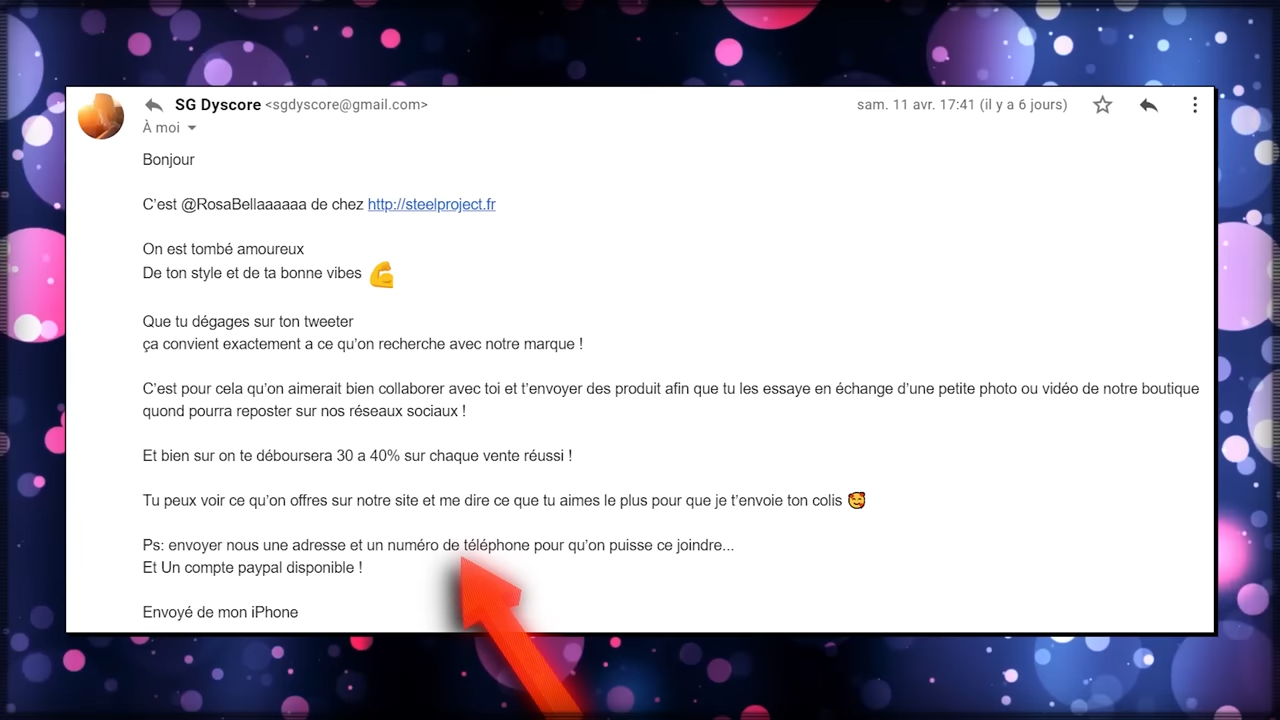 SG Dyscore <sgdyscore@gmail.com> sam. 11 avr. 17:41 (il y a 6 jours)
À moi
Bonjour
C'est @RosaBellaaaaaa de chez http://steelproject.fr
On est tombé amoureux
De ton style et de ta bonne vibes 💪
Que tu dégages sur ton tweeter
ça convient exactement a ce qu'on recherche avec notre marque !
C'est pour cela qu'on aimerait bien collaborer avec toi et t'envoyer des produit afin que tu les essaye en échange d'une petite photo ou vidéo de notre boutique
quond pourra reposter sur nos réseaux sociaux !
Et bien sur on te déboursera 30 a 40% sur chaque vente réussi !
Tu peux voir ce qu'on offres sur notre site et me dire ce que tu aimes le plus pour que je t'envoie ton colis 🥰
Ps: envoyer nous une adresse et un numéro de téléphone pour qu'on puisse ce joindre...
Et Un compte paypal disponible !
Envoyé de mon iPhone